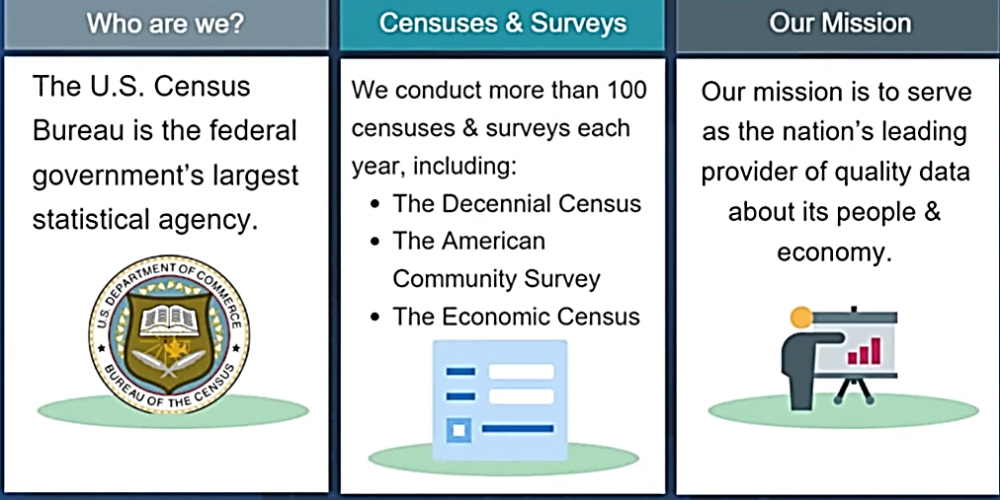 Who are we?
The U.S. Census
Bureau is the federal
government's largest
statistical agency.
U.S. DEPARTMENT OF COMMERCE
BUREAU OF THE CENSUS
Censuses & Surveys
We conduct more than 100
censuses & surveys each
year, including:
• The Decennial Census
• The American
Community Survey
• The Economic Census
Our Mission
Our mission is to serve
as the nation's leading
provider of quality data
about its people &
economy.